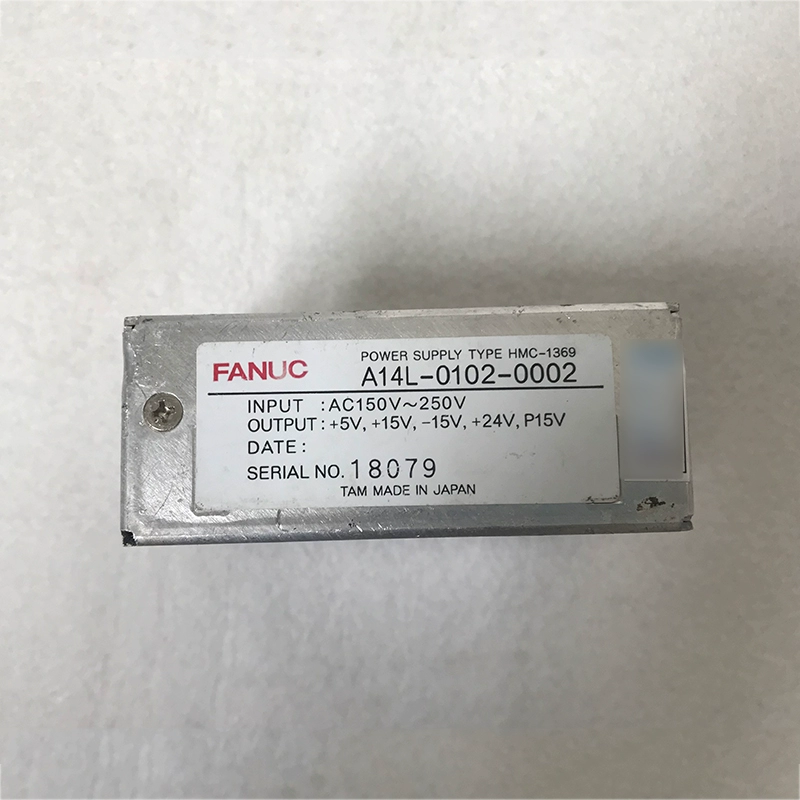 FANUC
POWER SUPPLY TYPE HMC-1369
A14L-0102-0002
INPUT : AC150V~250V
OUTPUT : +5V, +15V, -15V, +24V, P15V
DATE :
SERIAL NO. 18079
TAM MADE IN JAPAN